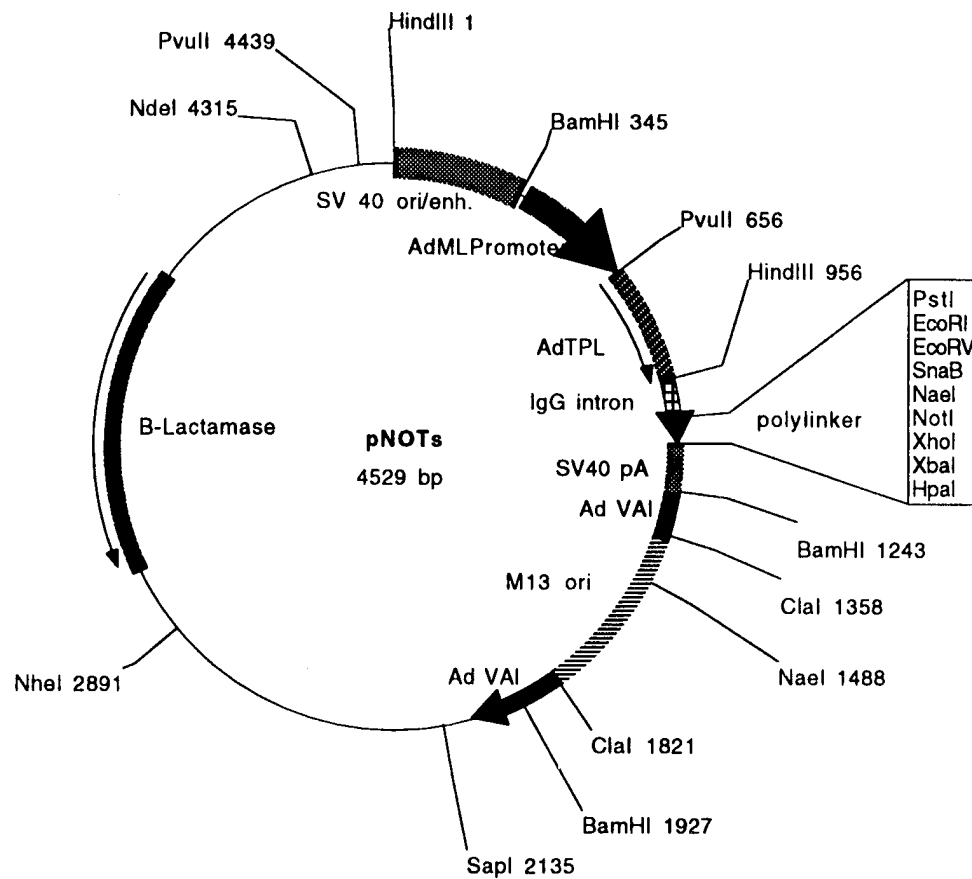 HindIII 1
PvuII 4439
NdeI 4315
BamHI 345
SV 40 ori/enh.
AdMLPromote
PvuII 656
HindIII 956
PstI
EcoRI
EcoRV
SnaB
NaeI
NotI
XhoI
XbaI
HpaI
AdTPL
IgG intron
polylinker
B-Lactamase
pNOTs
4529 bp
SV40 pA
Ad VAI
BamHI 1243
M13 ori
ClaI 1358
NaeI 1488
Ad VAI
NheI 2891
ClaI 1821
BamHI 1927
SapI 2135